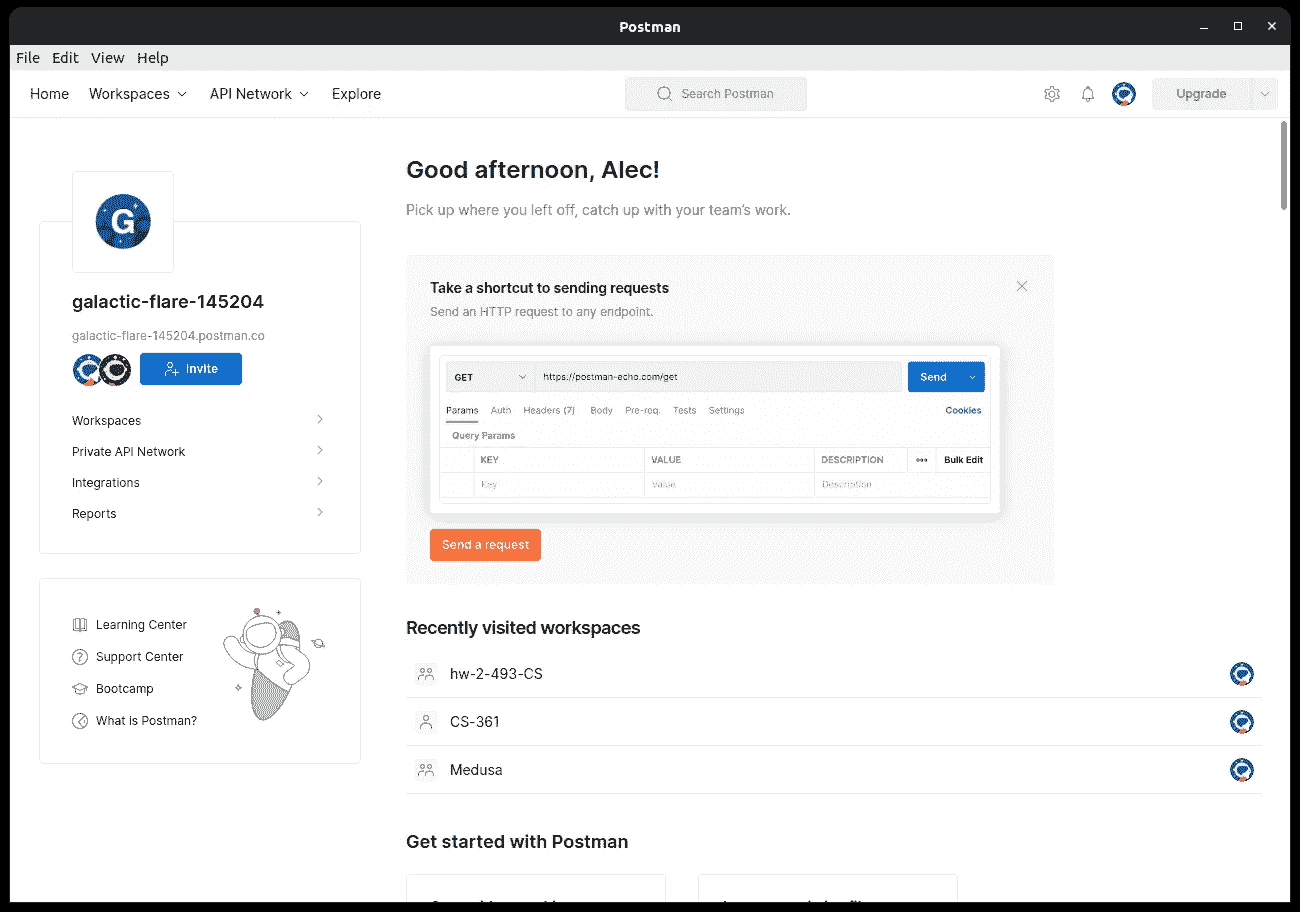 Postman
File Edit View Help
Home Workspaces API Network Explore Search Postman Upgrade
G
galactic-flare-145204
galactic-flare-145204.postman.co
Invite
Workspaces
Private API Network
Integrations
Reports
Learning Center
Support Center
Bootcamp
What is Postman?
Good afternoon, Alec!
Pick up where you left off, catch up with your team's work.
Take a shortcut to sending requests
Send an HTTP request to any endpoint.
GET https://postman-echo.com/get Send
Params Auth Headers (7) Body Pre-req. Tests Settings Cookies
Query Params
KEY VALUE DESCRIPTION Bulk Edit
Key Value Description
Send a request
Recently visited workspaces
hw-2-493-CS
CS-361
Medusa
Get started with Postman